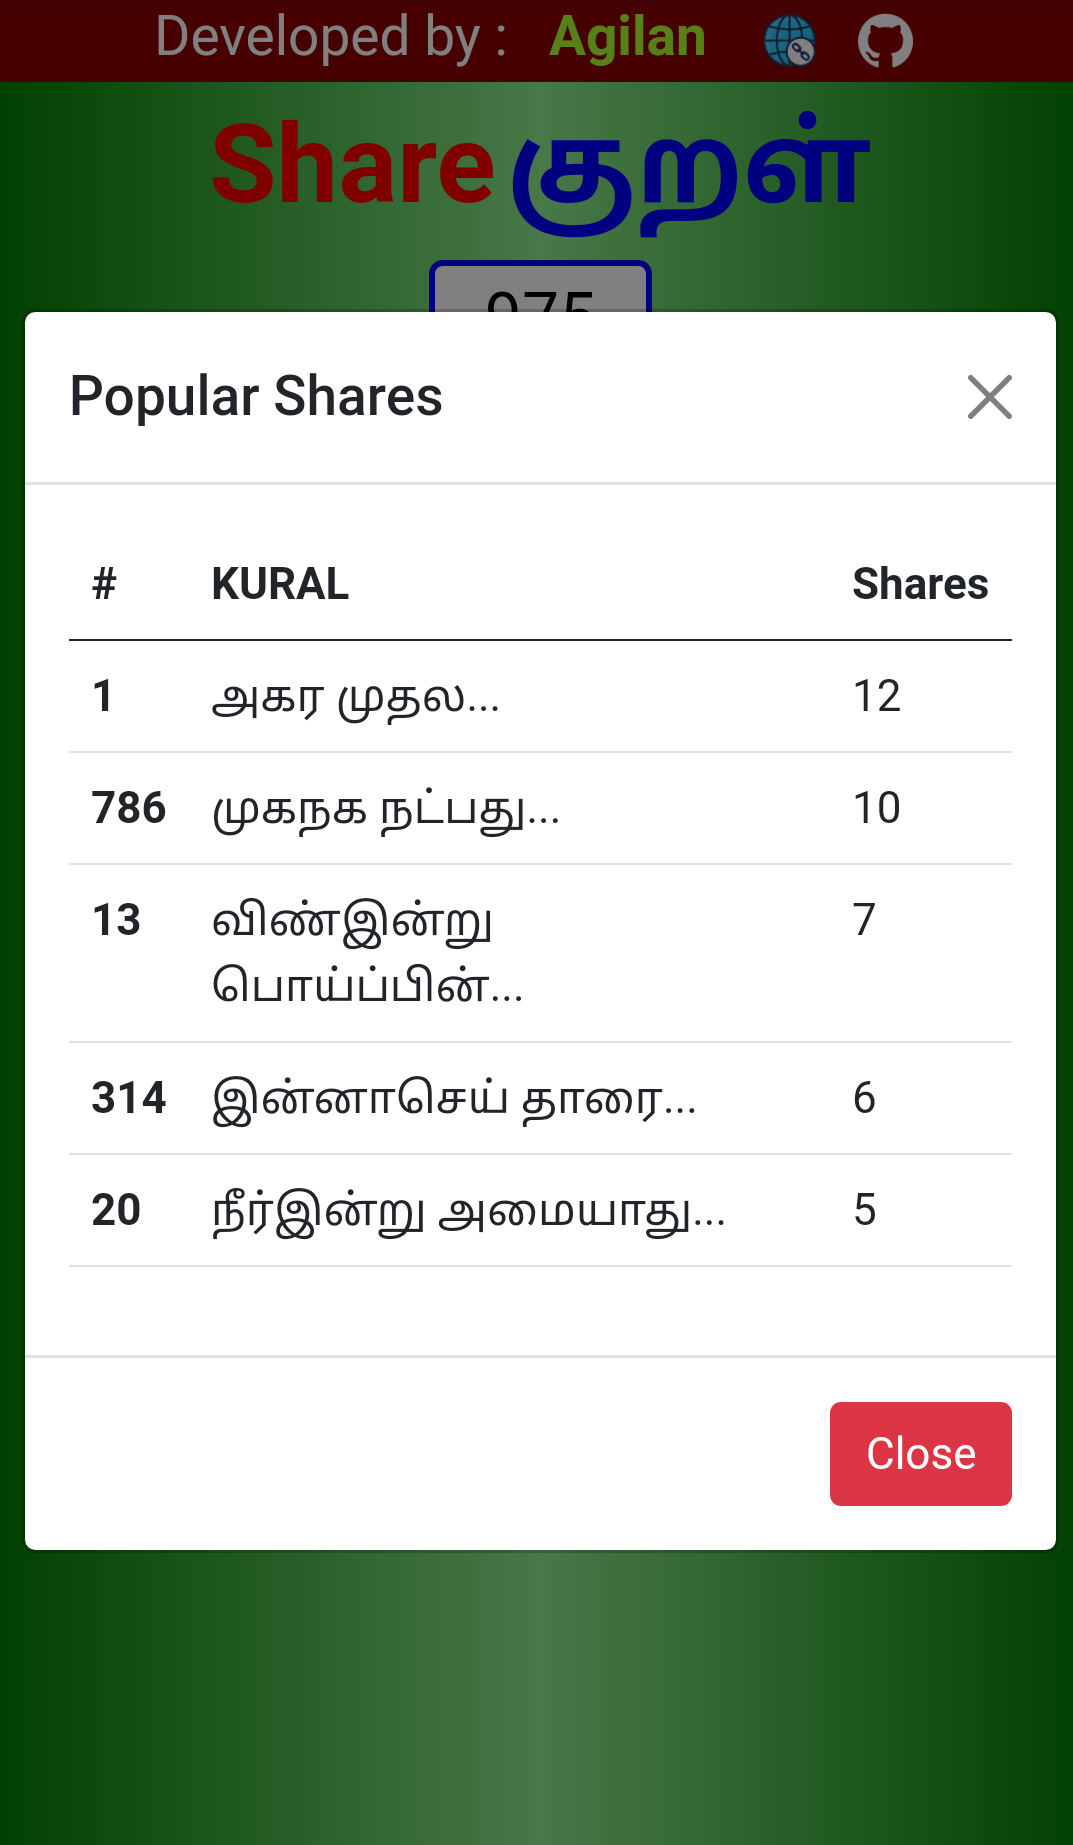 Developed by : Agilan
Share குறள்
975
Popular Shares
# KURAL Shares
1 அகர முதல... 12
786 முகநக நட்பது... 10
13 விண்இன்று 7
பொய்ப்பின்...
314 இன்னாசெய் தாரை... 6
20 நீர்இன்று அமையாது... 5
Close